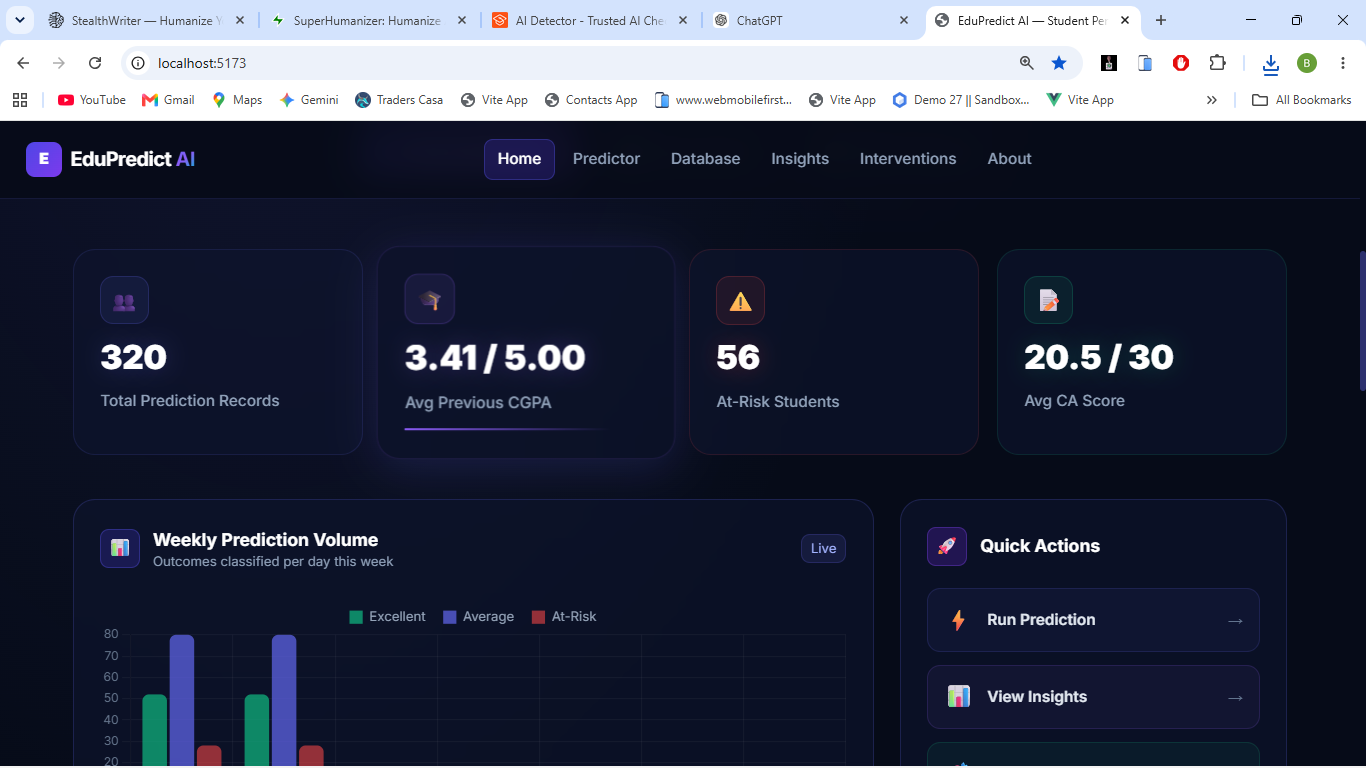 StealthWriter — Humanize Y
SuperHumanizer: Humanize
AI Detector - Trusted AI Che
ChatGPT
EduPredict AI — Student Per
localhost:5173
B
YouTube
Gmail
Maps
Gemini
Traders Casa
Vite App
Contacts App
www.webmobilefirst...
Vite App
Demo 27 || Sandbox...
Vite App
All Bookmarks
E
EduPredict AI
Home
Predictor
Database
Insights
Interventions
About
320
Total Prediction Records
3.41 / 5.00
Avg Previous CGPA
56
At-Risk Students
20.5 / 30
Avg CA Score
Weekly Prediction Volume
Outcomes classified per day this week
Live
Excellent
Average
At-Risk
80
70
60
50
40
30
20
Quick Actions
Run Prediction →
View Insights →